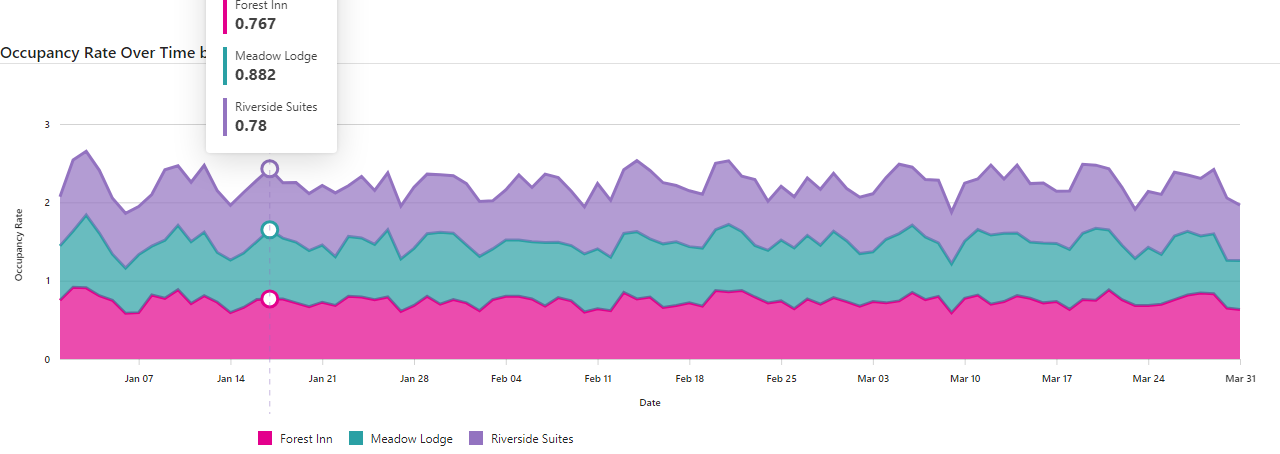 Forest Inn
0.767
Occupancy Rate Over Time b
Meadow Lodge
0.882
Riverside Suites
0.78
3
2
1
0
Occupancy Rate
Jan 07 Jan 14 Jan 21 Jan 28 Feb 04 Feb 11 Feb 18 Feb 25 Mar 03 Mar 10 Mar 17 Mar 24 Mar 31
Date
Forest Inn Meadow Lodge Riverside Suites